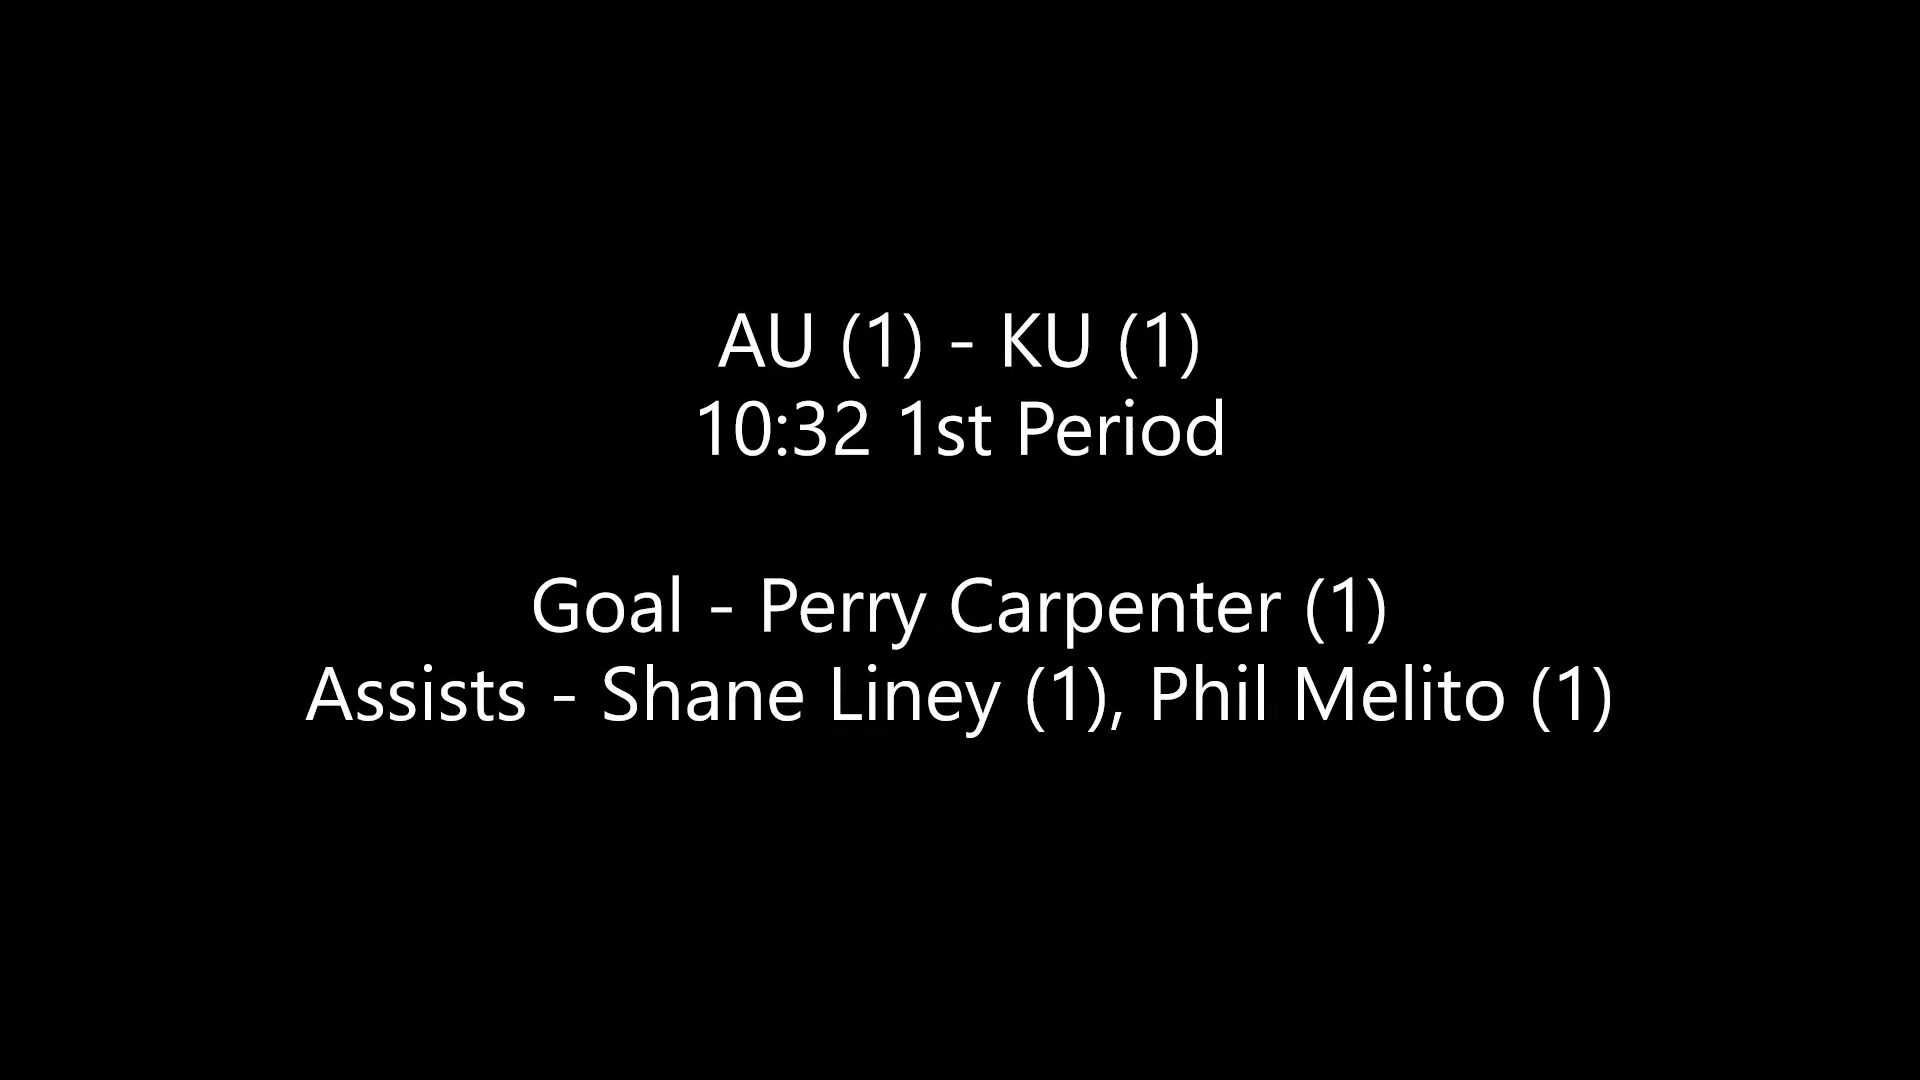 AU (1) - KU (1)
10:32 1st Period
Goal - Perry Carpenter (1)
Assists - Shane Liney (1), Phil Melito (1)